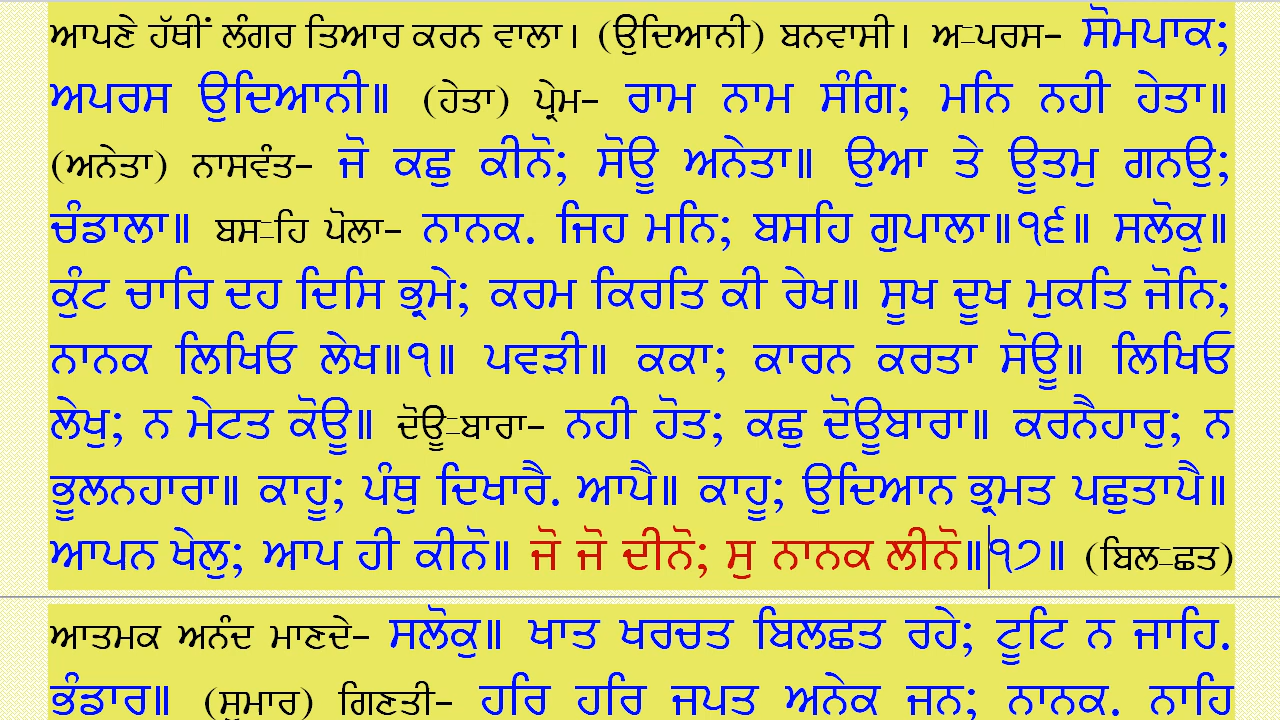 ਆਪਣੇ ਹੱਥੀਂ ਲੰਗਰ ਤਿਆਰ ਕਰਨ ਵਾਲਾ। (ਉਦਿਆਨੀ) ਬਨਵਾਸੀ। ਅ-ਪਰਸ– ਸੋਮਪਾਕ;
ਅਪਰਸ ਉਦਿਆਨੀ॥ (ਹੇਤਾ) ਪ੍ਰੇਮ– ਰਾਮ ਨਾਮ ਸੰਗਿ; ਮਨਿ ਨਹੀ ਹੇਤਾ॥
(ਅਨੇਤਾ) ਨਾਸਵੰਤ– ਜੋ ਕਛੁ ਕੀਨੋ; ਸੋਊ ਅਨੇਤਾ॥ ਉਆ ਤੇ ਊਤਮੁ ਗਨਉ;
ਚੰਡਾਲਾ॥ ਬਸ-ਹਿ ਪੋਲਾ– ਨਾਨਕ. ਜਿਹ ਮਨਿ; ਬਸਹਿ ਗੁਪਾਲਾ॥੧੬॥ ਸਲੋਕੁ॥
ਕੁੰਟ ਚਾਰਿ ਦਹ ਦਿਸਿ ਭ੍ਰਮੇ; ਕਰਮ ਕਿਰਤਿ ਕੀ ਰੇਖ॥ ਸੂਖ ਦੂਖ ਮੁਕਤਿ ਜੋਨਿ;
ਨਾਨਕ ਲਿਖਿਓ ਲੇਖ॥੧॥ ਪਵੜੀ॥ ਕਕਾ; ਕਾਰਨ ਕਰਤਾ ਸੋਊ॥ ਲਿਖਿਓ
ਲੇਖੁ; ਨ ਮੇਟਤ ਕੋਊ॥ ਦੋਊ-ਬਾਰਾ– ਨਹੀ ਹੋਤ; ਕਛੁ ਦੋਊਬਾਰਾ॥ ਕਰਨੈਹਾਰੁ; ਨ
ਭੂਲਨਹਾਰਾ॥ ਕਾਹੂ; ਪੰਥੁ ਦਿਖਾਰੈ. ਆਪੈ॥ ਕਾਹੂ; ਉਦਿਆਨ ਭ੍ਰਮਤ ਪਛੁਤਾਪੈ॥
ਆਪਨ ਖੇਲੁ; ਆਪ ਹੀ ਕੀਨੋ॥ ਜੋ ਜੋ ਦੀਨੋ; ਸੁ ਨਾਨਕ ਲੀਨੋ॥੧੭॥ (ਬਿਲ-ਛਤ)
ਆਤਮਕ ਅਨੰਦ ਮਾਣਦੇ– ਸਲੋਕੁ॥ ਖਾਤ ਖਰਚਤ ਬਿਲਛਤ ਰਹੇ; ਟੂਟਿ ਨ ਜਾਹਿ.
ਭੰਡਾਰ॥ (ਸੁਮਾਰ) ਗਿਣਤੀ– ਹਰਿ ਹਰਿ ਜਪਤ ਅਨੇਕ ਜਨ; ਨਾਨਕ. ਨਾਹਿ